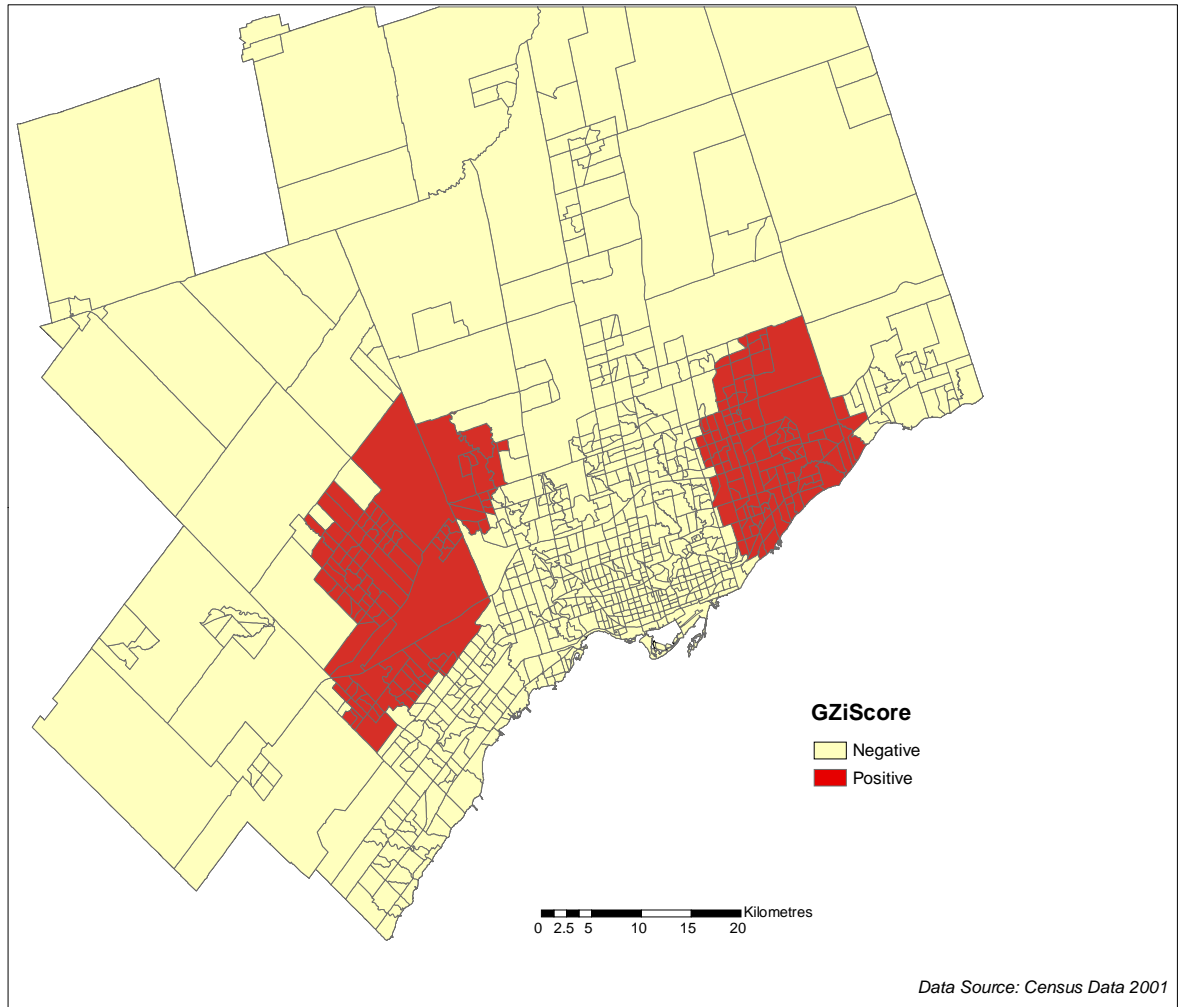 GZiScore
Negative
Positive
Kilometres
0 2.5 5 10 15 20
Data Source: Census Data 2001